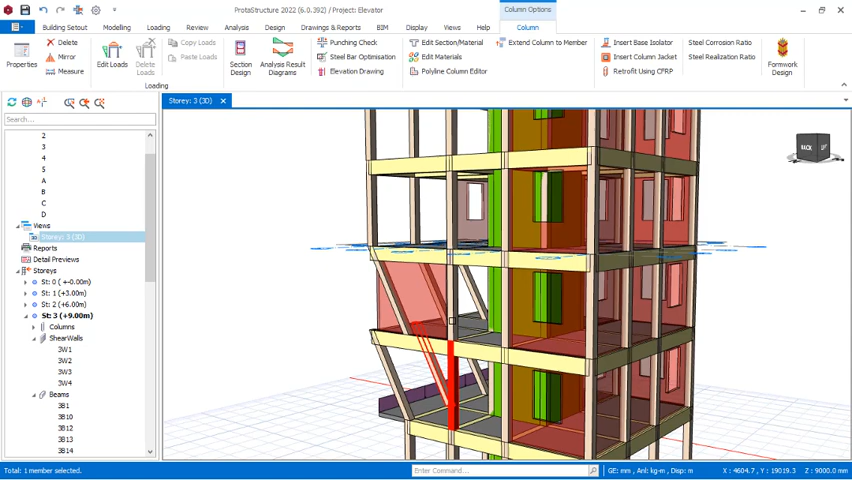 ProtaStructure 2022 (6.0.392) - Project: Elevator
Column Options
Building Setout
Modelling
Loading
Review
Analysis
Design
Drawings & Reports
BIM
Display
Views
Help
Column
Properties
Delete
Mirror
Measure
Edit Loads
Delete Loads
Copy Loads
Paste Loads
Loading
Section Design
Analysis Result Diagrams
Punching Check
Steel Bar Optimisation
Elevation Drawing
Edit Section/Material
Edit Materials
Polyline Column Editor
Extend Column to Member
Insert Base Isolator
Insert Column Jacket
Retrofit Using CFRP
Steel Corrosion Ratio
Steel Realization Ratio
Formwork Design
Storey: 3 (3D)
Search...
2
3
4
5
A
B
C
D
Views
Storey: 3 (3D)
Reports
Detail Previews
Storeys
St: 0 ( +-0.00m)
St: 1 (+3.00m)
St: 2 (+6.00m)
St: 3 (+9.00m)
Columns
ShearWalls
3W1
3W2
3W3
3W4
Beams
3B1
3B10
3B12
3B13
3B14
BACK
LEFT
Total: 1 member selected.
Enter Command...
GE: mm , Anl: kg-m , Disp: m
X : 4604.7 , Y : 19019.3
Z : 9000.0 mm